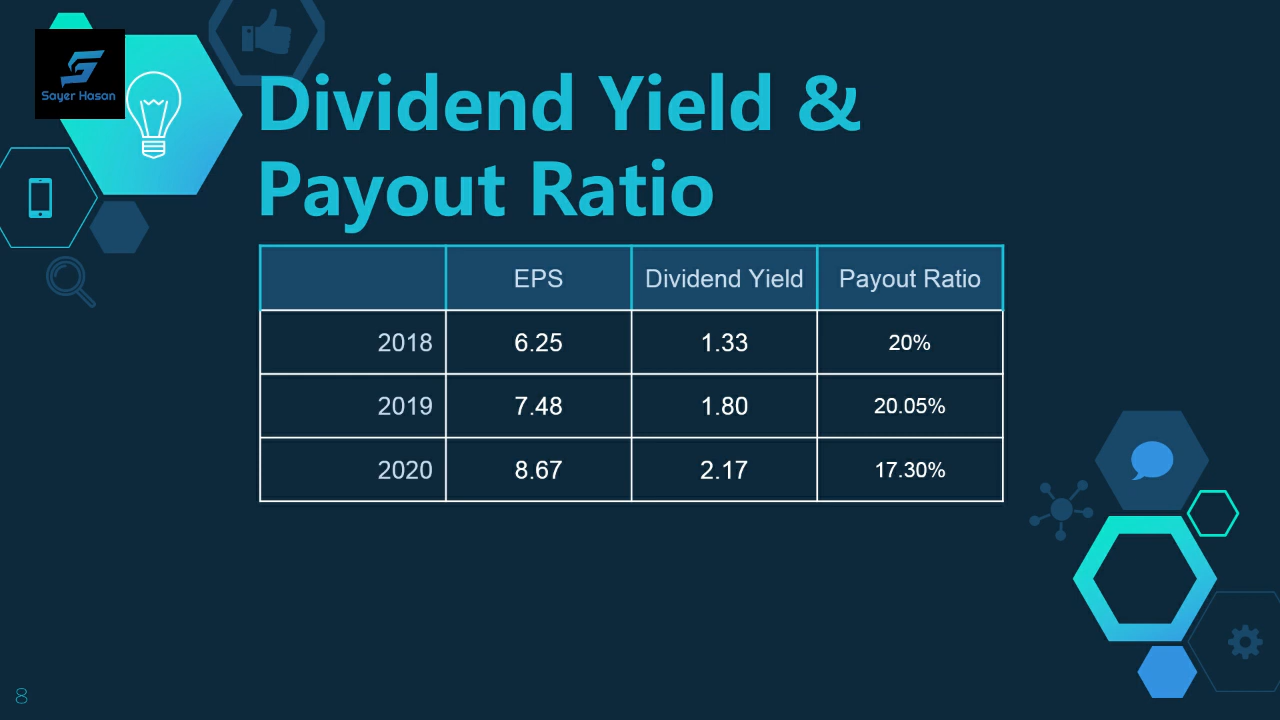 Sayer Hasan
Dividend Yield &
Payout Ratio
EPS Dividend Yield Payout Ratio
2018 6.25 1.33 20%
2019 7.48 1.80 20.05%
2020 8.67 2.17 17.30%
8